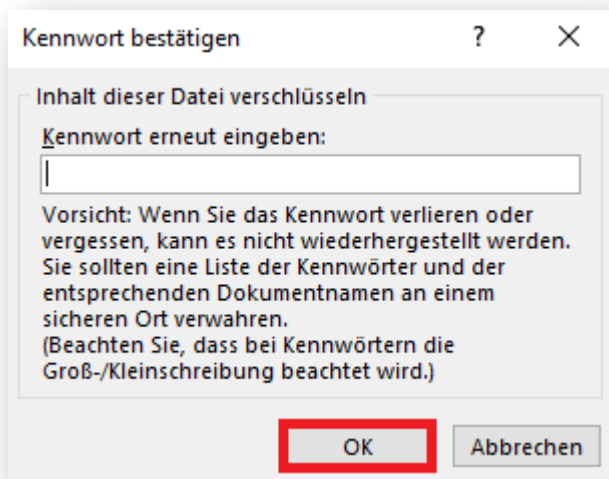 Kennwort bestätigen ?
Inhalt dieser Datei verschlüsseln
Kennwort erneut eingeben:
Vorsicht: Wenn Sie das Kennwort verlieren oder
vergessen, kann es nicht wiederhergestellt werden.
Sie sollten eine Liste der Kennwörter und der
entsprechenden Dokumentnamen an einem
sicheren Ort verwahren.
(Beachten Sie, dass bei Kennwörtern die
Groß-/Kleinschreibung beachtet wird.)
OK Abbrechen